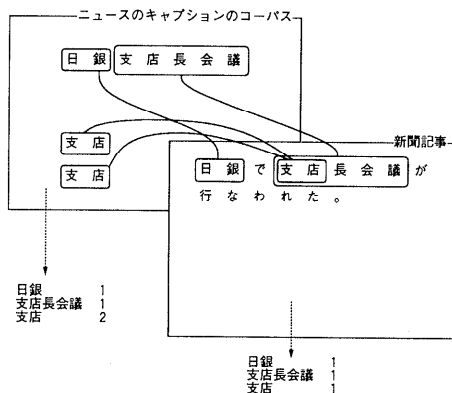 ニュースのキャプションのコーパス
日銀 支店長会議
支店
支店
新聞記事
日銀で支店長会議が
行なわれた。
日銀 1
支店長会議 1
支店 2
日銀 1
支店長会議 1
支店 1